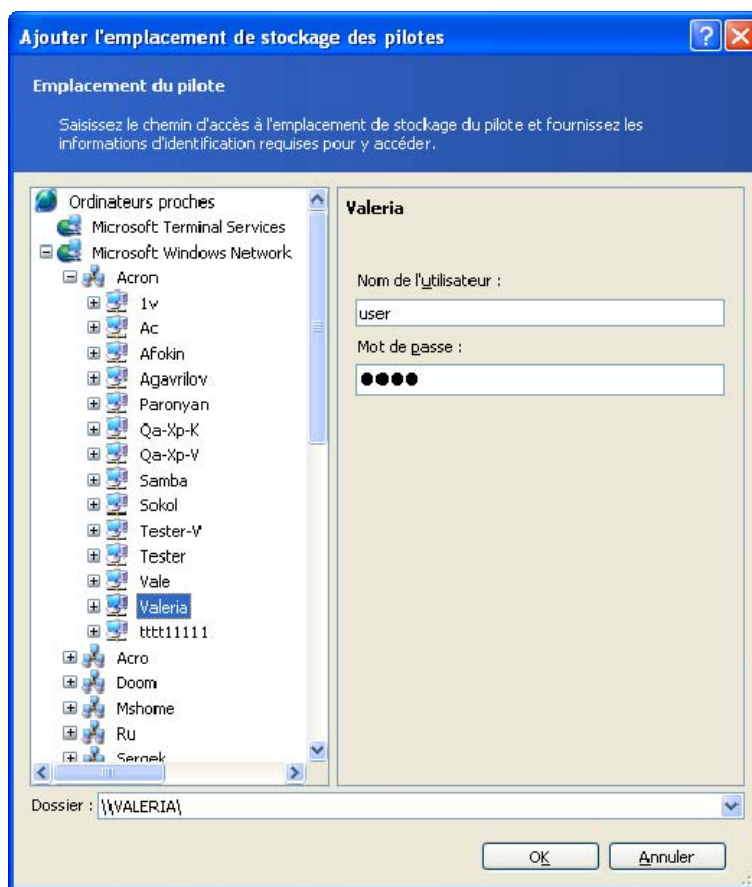 Ajouter l'emplacement de stockage des pilotes
Emplacement du pilote
Saisissez le chemin d'accès à l'emplacement de stockage du pilote et fournissez les
informations d'identification requises pour y accéder.
Ordinateurs proches
Microsoft Terminal Services
Microsoft Windows Network
Acron
1v
Ac
Afokin
Agavrilov
Paronyan
Qa-Xp-K
Qa-Xp-V
Samba
Sokol
Tester-V
Tester
Vale
Valeria
tttt11111
Acro
Doom
Mshome
Ru
Sergek
Valeria
Nom de l'utilisateur :
user
Mot de passe :
●●●●
Dossier : \\VALERIA\
OK
Annuler